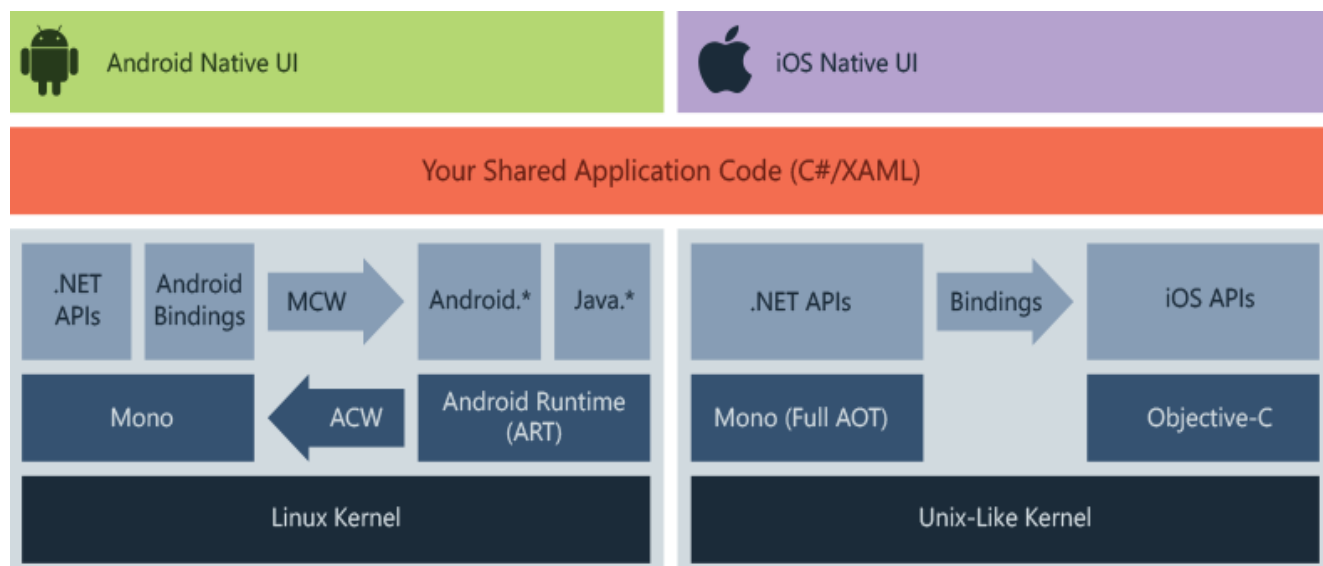 Android Native UI
iOS Native UI
Your Shared Application Code (C#/XAML)
.NET
APIs
Android
Bindings
MCW
Android.*
Java.*
.NET APIs
Bindings
iOS APIs
Mono
ACW
Android Runtime
(ART)
Mono (Full AOT)
Objective-C
Linux Kernel
Unix-Like Kernel